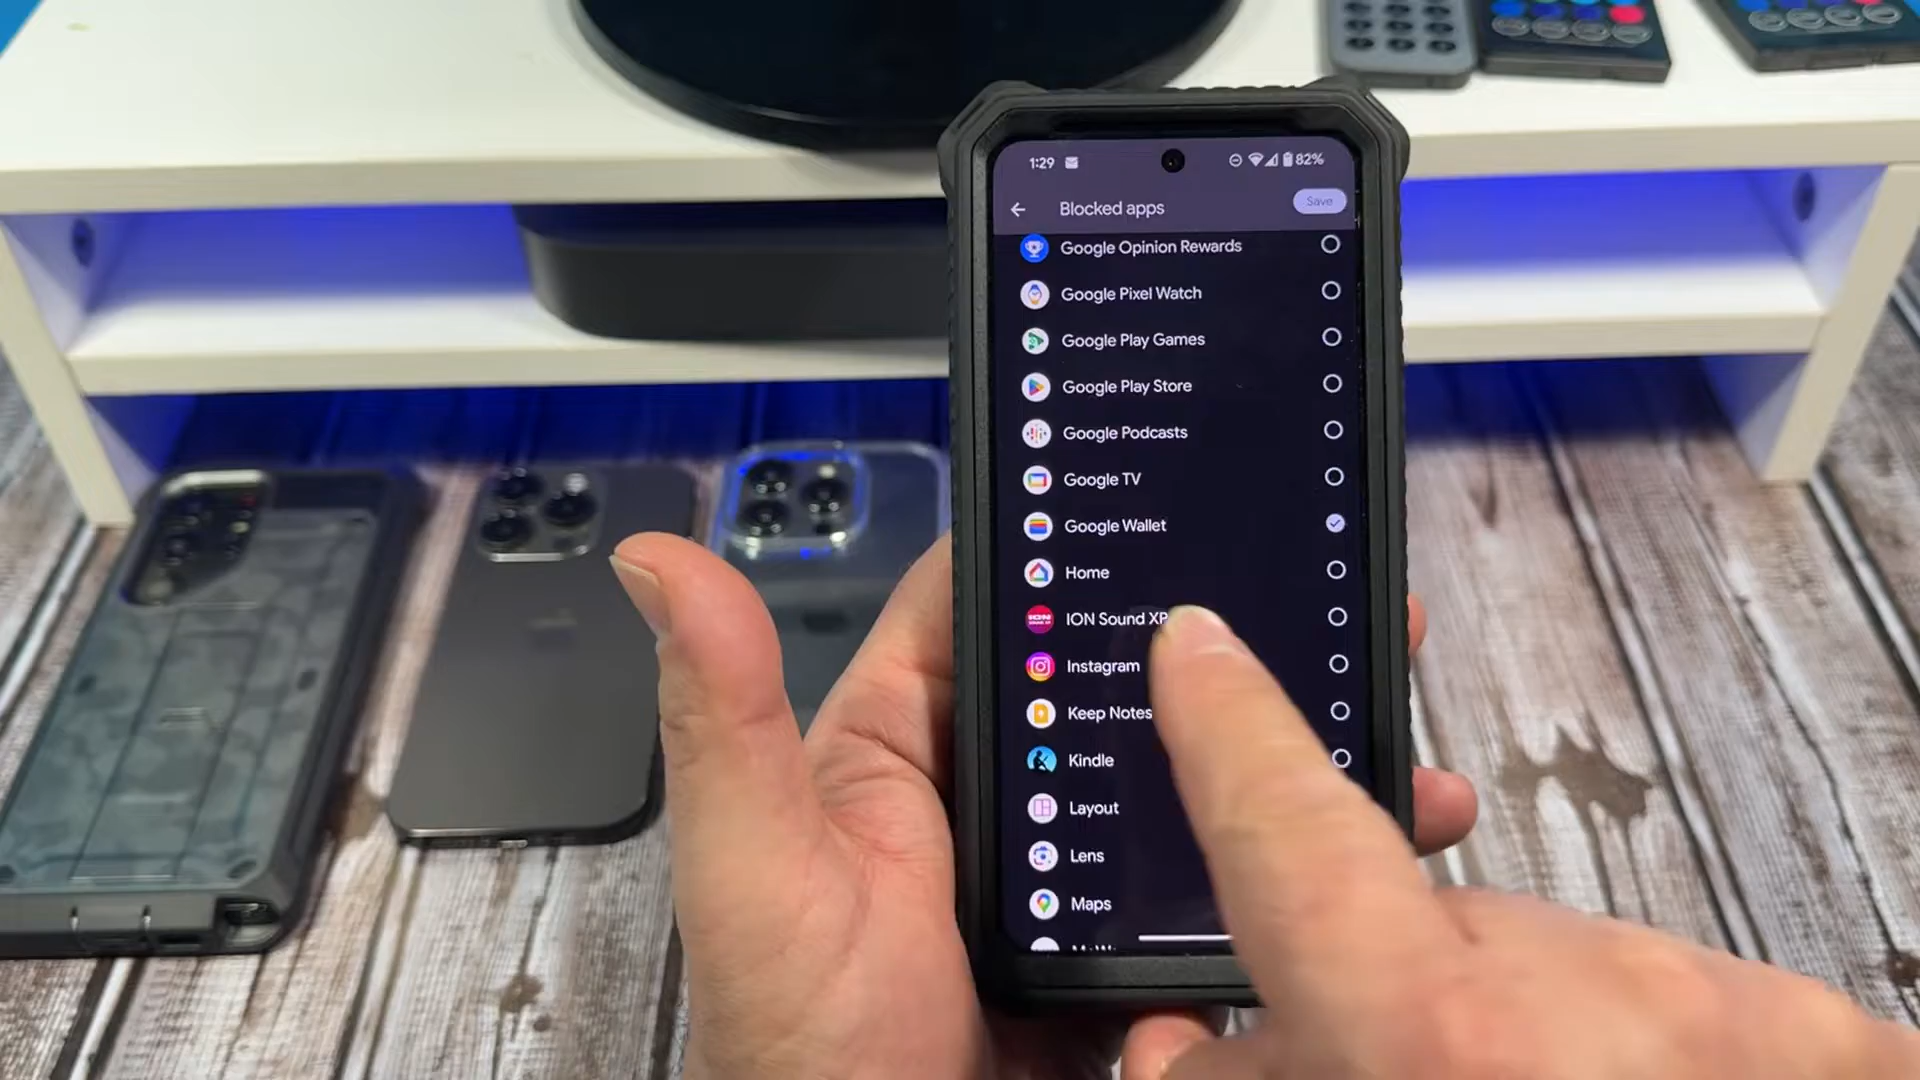 1:29
82%
Blocked apps
Save
Google Opinion Rewards
Google Pixel Watch
Google Play Games
Google Play Store
Google Podcasts
Google TV
Google Wallet
Home
ION Sound XP
Instagram
Keep Notes
Kindle
Layout
Lens
Maps